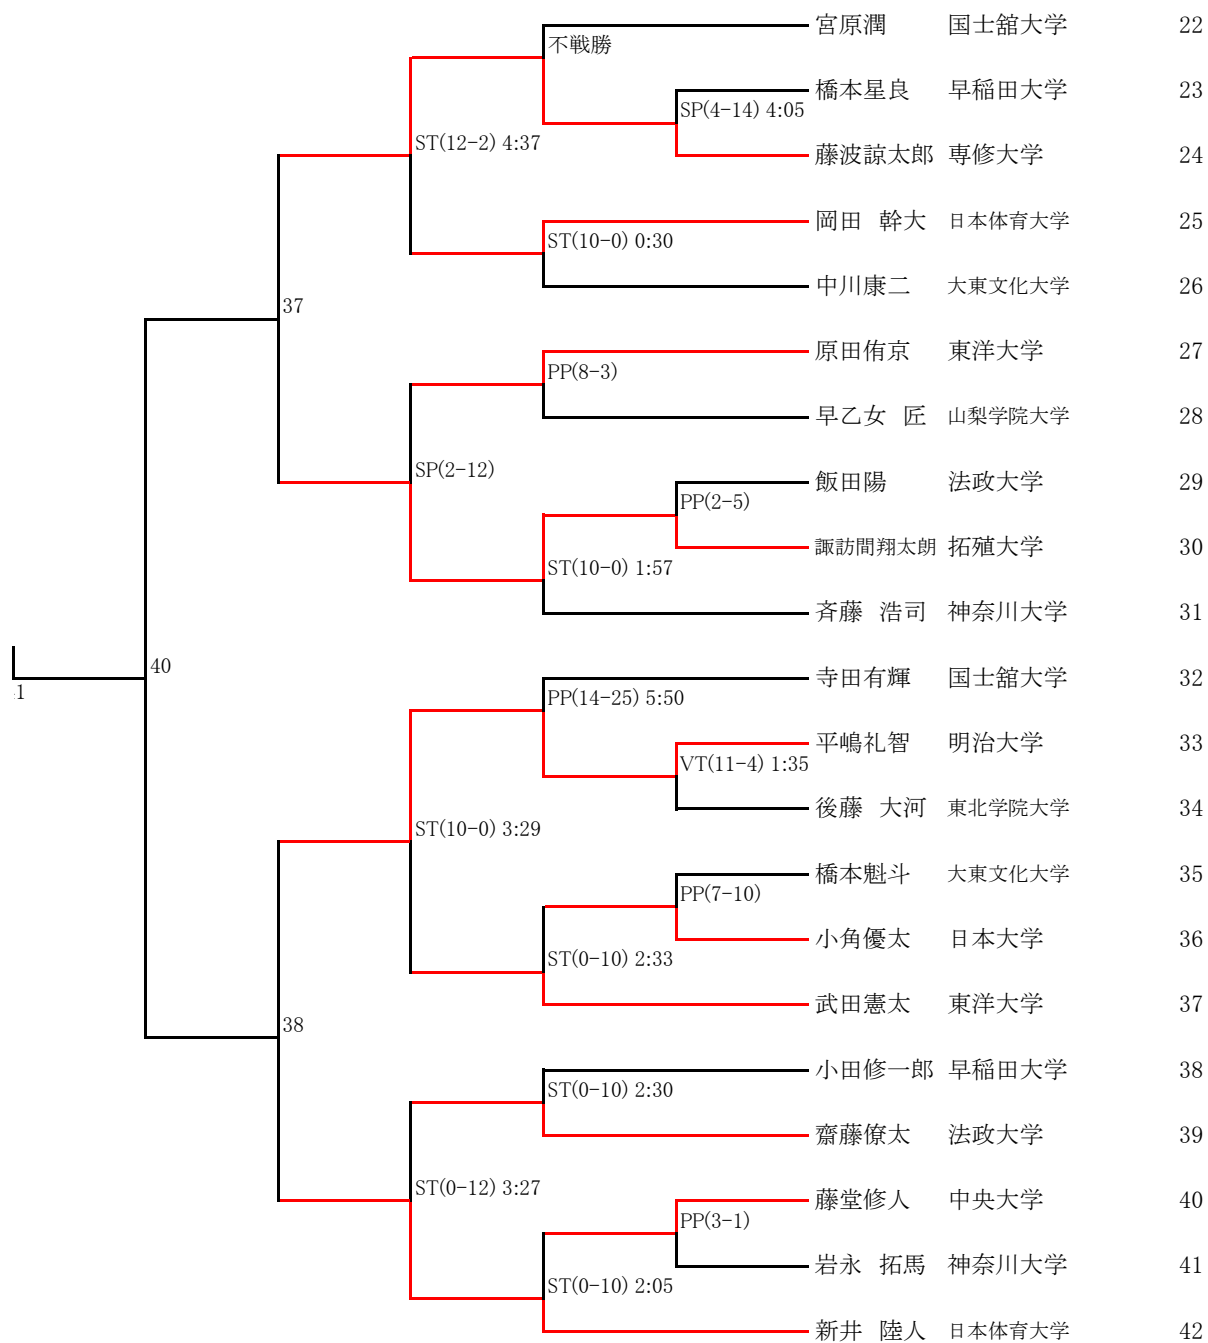 宮原潤 国士舘大学 22
不戦勝
橋本星良 早稲田大学 23
SP(4-14) 4:05
ST(12-2) 4:37
藤波諒太郎 専修大学 24
岡田 幹大 日本体育大学 25
ST(10-0) 0:30
中川康二 大東文化大学 26
37
原田侑京 東洋大学 27
PP(8-3)
早乙女 匠 山梨学院大学 28
SP(2-12)
飯田陽 法政大学 29
PP(2-5)
諏訪間翔太朗 拓殖大学 30
ST(10-0) 1:57
斉藤 浩司 神奈川大学 31
40
寺田有輝 国士舘大学 32
1
PP(14-25) 5:50
平嶋礼智 明治大学 33
VT(11-4) 1:35
後藤 大河 東北学院大学 34
ST(10-0) 3:29
橋本魁斗 大東文化大学 35
PP(7-10)
小角優太 日本大学 36
ST(0-10) 2:33
武田憲太 東洋大学 37
38
小田修一郎 早稲田大学 38
ST(0-10) 2:30
齋藤僚太 法政大学 39
ST(0-12) 3:27
藤堂修人 中央大学 40
PP(3-1)
岩永 拓馬 神奈川大学 41
ST(0-10) 2:05
新井 陸人 日本体育大学 42